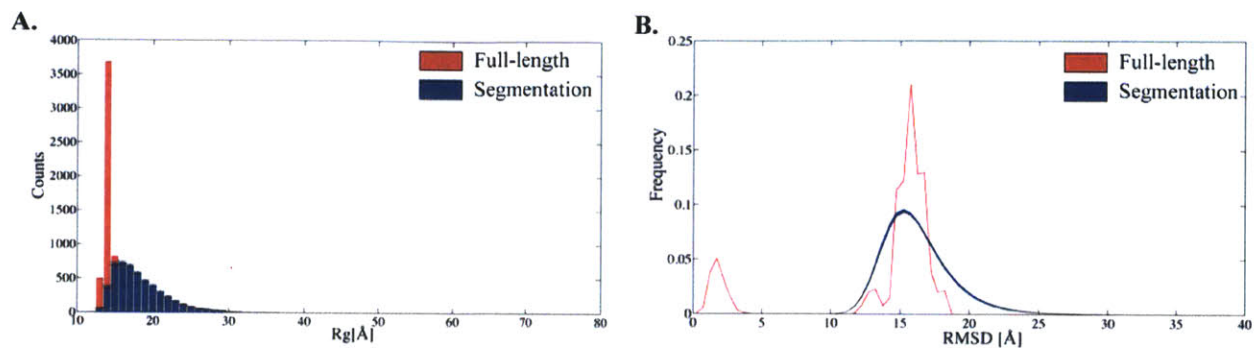 A.
4000
3500
3000
2500
2000
1500
1000
500
0
Counts
10 20 30 40 50 60 70 80
Rg[Å]
Full-length
Segmentation
B.
0.25
0.2
0.15
0.1
0.05
0
Frequency
0 5 10 15 20 25 30 35 40
RMSD [Å]
Full-length
Segmentation